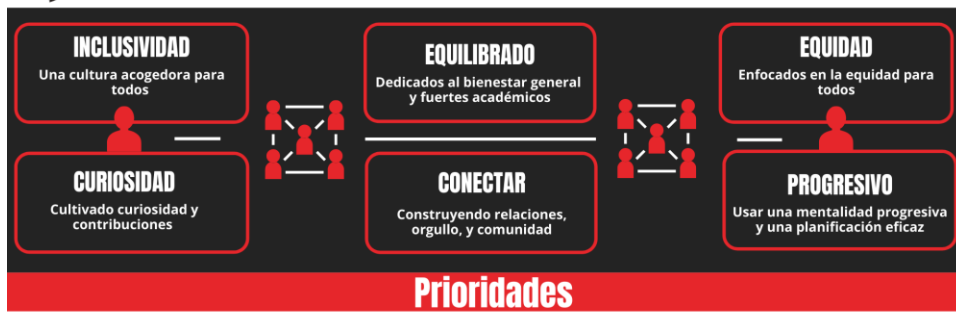 INCLUSIVIDAD
Una cultura acogedora para
todos
EQUILIBRADO
Dedicados al bienestar general
y fuertes académicos
EQUIDAD
Enfocados en la equidad para
todos
CURIOSIDAD
Cultivado curiosidad y
contribuciones
CONECTAR
Construyendo relaciones,
orgullo, y comunidad
PROGRESIVO
Usar una mentalidad progresiva
y una planificación eficaz
Prioridades